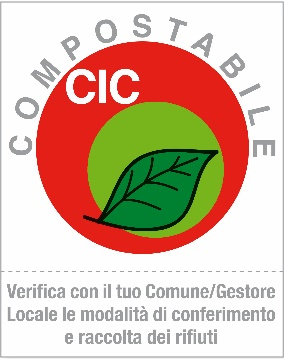 COMPOSTABILE
CIC
Verifica con il tuo Comune/Gestore
Locale le modalità di conferimento
e raccolta dei rifiuti